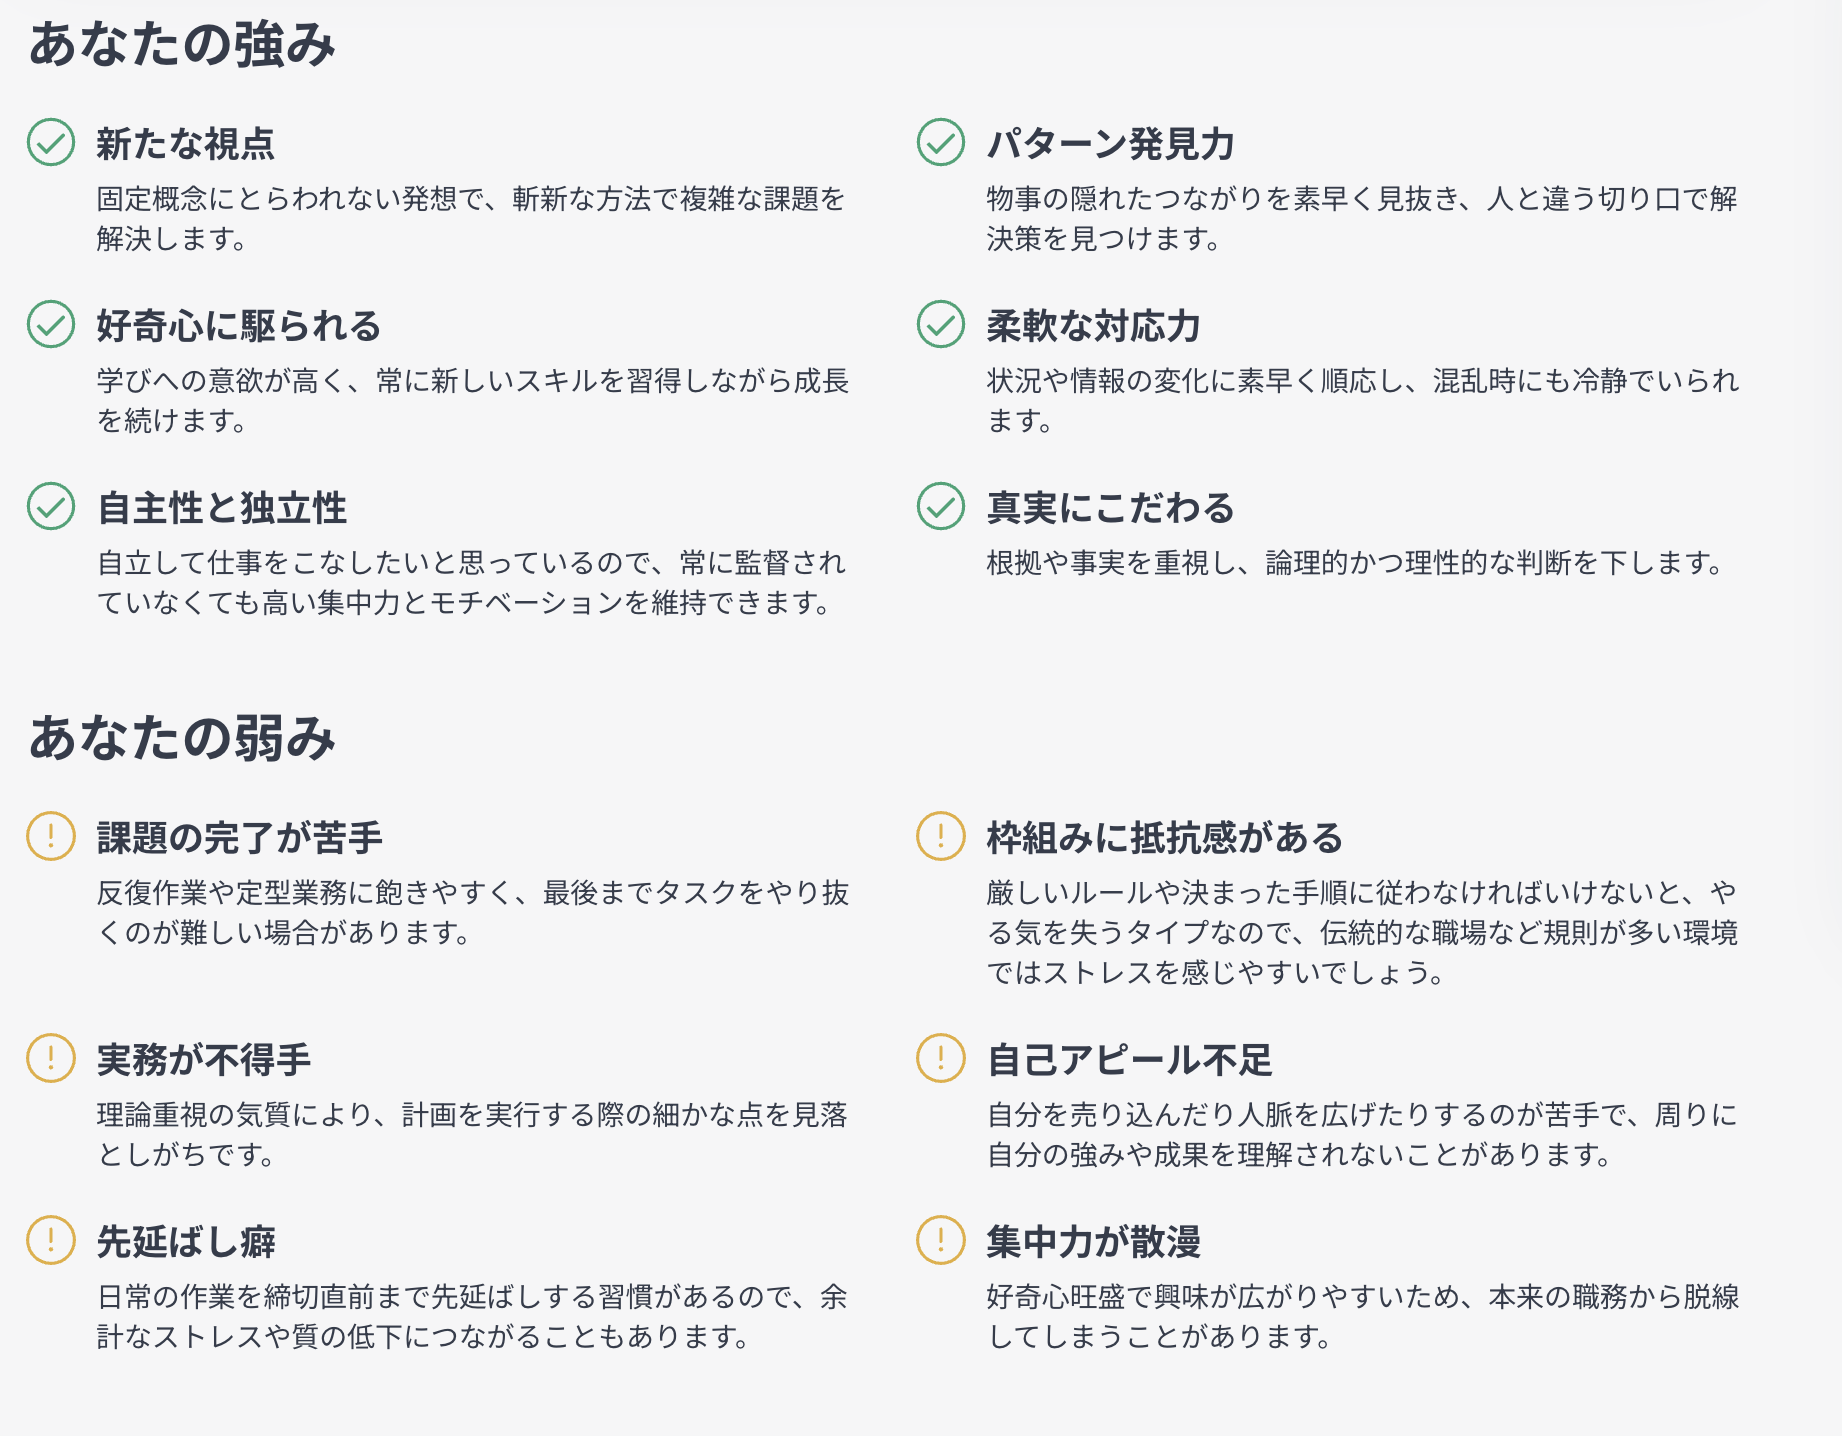 あなたの強み
新たな視点
固定概念にとらわれない発想で、斬新な方法で複雑な課題を
解決します。
パターン発見力
物事の隠れたつながりを素早く見抜き、人と違う切り口で解
決策を見つけます。
好奇心に駆られる
学びへの意欲が高く、常に新しいスキルを習得しながら成長
を続けます。
柔軟な対応力
状況や情報の変化に素早く順応し、混乱時にも冷静でいられ
ます。
自主性と独立性
自立して仕事をこなしたいと思っているので、常に監督され
ていなくても高い集中力とモチベーションを維持できます。
真実にこだわる
根拠や事実を重視し、論理的かつ理性的な判断を下します。
あなたの弱み
課題の完了が苦手
反復作業や定型業務に飽きやすく、最後までタスクをやり抜
くのが難しい場合があります。
枠組みに抵抗感がある
厳しいルールや決まった手順に従わなければいけないと、や
る気を失うタイプなので、伝統的な職場など規則が多い環境
ではストレスを感じやすいでしょう。
実務が不得手
理論重視の気質により、計画を実行する際の細かな点を見落
としがちです。
自己アピール不足
自分を売り込んだり人脈を広げたりするのが苦手で、周りに
自分の強みや成果を理解されないことがあります。
先延ばし癖
日常の作業を締切直前まで先延ばしする習慣があるので、余
計なストレスや質の低下につながることもあります。
集中力が散漫
好奇心旺盛で興味が広がりやすいため、本来の職務から脱線
してしまうことがあります。